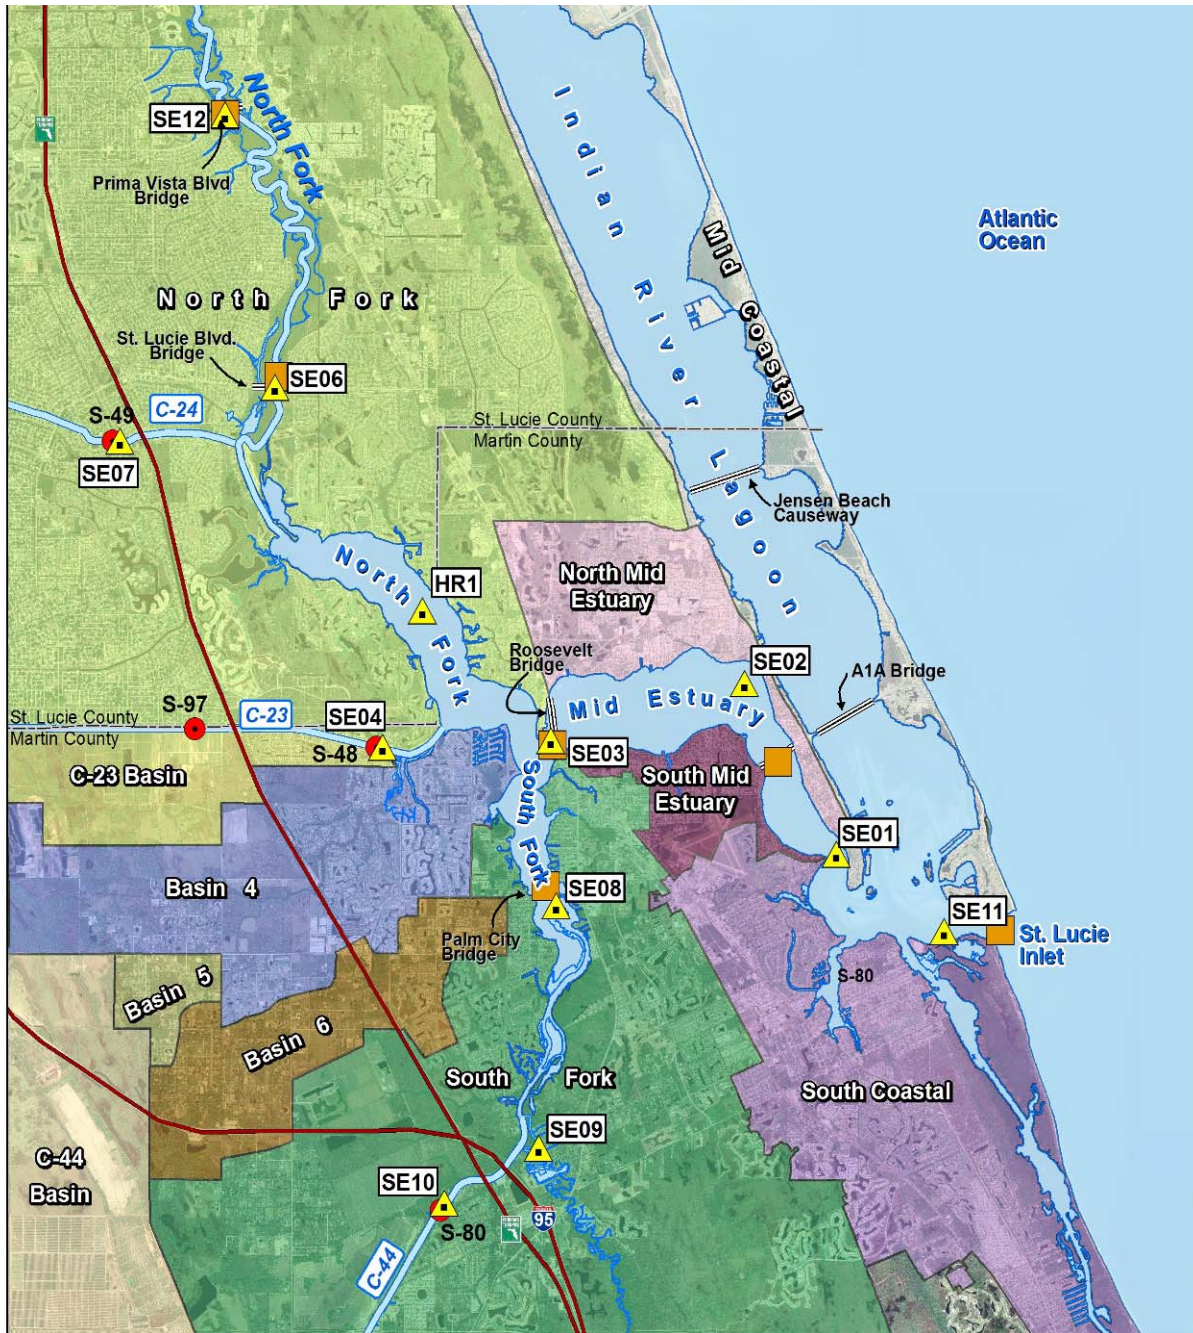 North Fork
SE12
Prima Vista Blvd
Bridge
Indian River Lagoon
Atlantic
Ocean
Mid Coastal
North Fork
St. Lucie Blvd.
Bridge
SE06
S-49
C-24
SE07
St. Lucie County
Martin County
Jensen Beach
Causeway
North Fork
HR1
North Mid
Estuary
Roosevelt
Bridge
SE02
A1A Bridge
Mid Estuary
S-97
C-23
SE04
St. Lucie County
Martin County
S-48
SE03
C-23 Basin
South Fork
South Mid
Estuary
SE01
Basin 4
SE08
Palm City
Bridge
SE11
St. Lucie
Inlet
S-80
Basin 5
Basin 6
South Fork
South Coastal
SE09
C-44
Basin
SE10
S-80
95
C-44